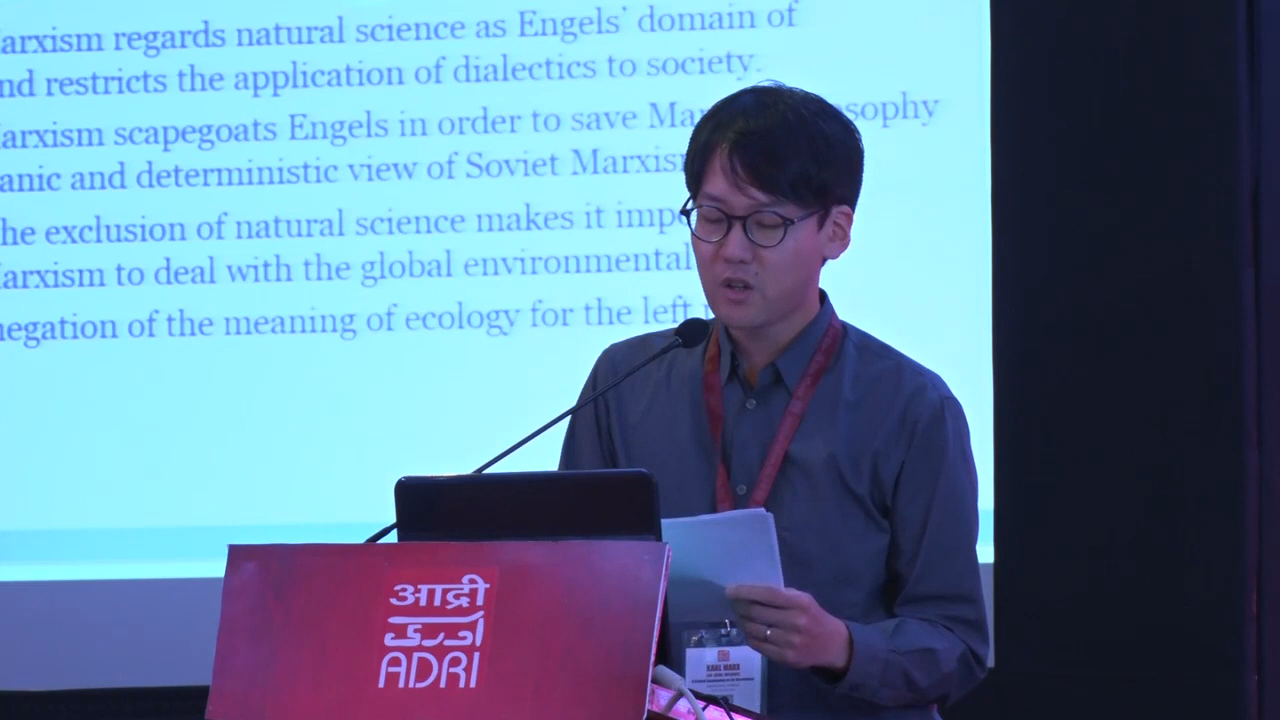 arxism regards natural science as Engels' domain of
nd restricts the application of dialectics to society.
arxism scapegoats Engels in order to save Ma osophy
anic and deterministic view of Soviet Marxism
he exclusion of natural science makes it imp
arxism to deal with the global environmental
negation of the meaning of ecology for the left
आद्री
ادری
ADRI
KARL MARX